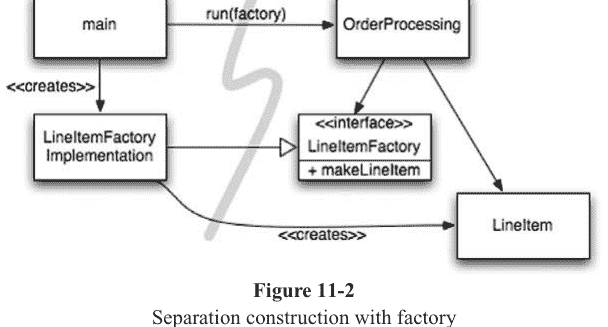 main
run(factory)
OrderProcessing
<<creates>>
LineItemFactory
Implementation
<<interface>>
LineItemFactory
+ makeLineItem
<<creates>>
LineItem
Figure 11-2
Separation construction with factory